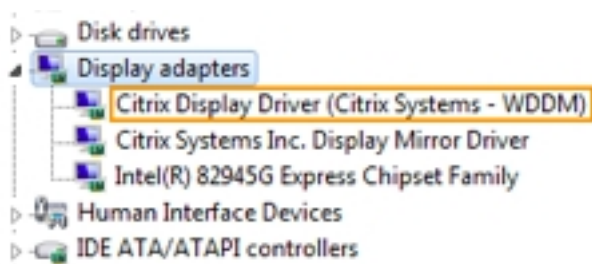 Disk drives
Display adapters
Citrix Display Driver (Citrix Systems - WDDM)
Citrix Systems Inc. Display Mirror Driver
Intel(R) 82945G Express Chipset Family
Human Interface Devices
IDE ATA/ATAPI controllers